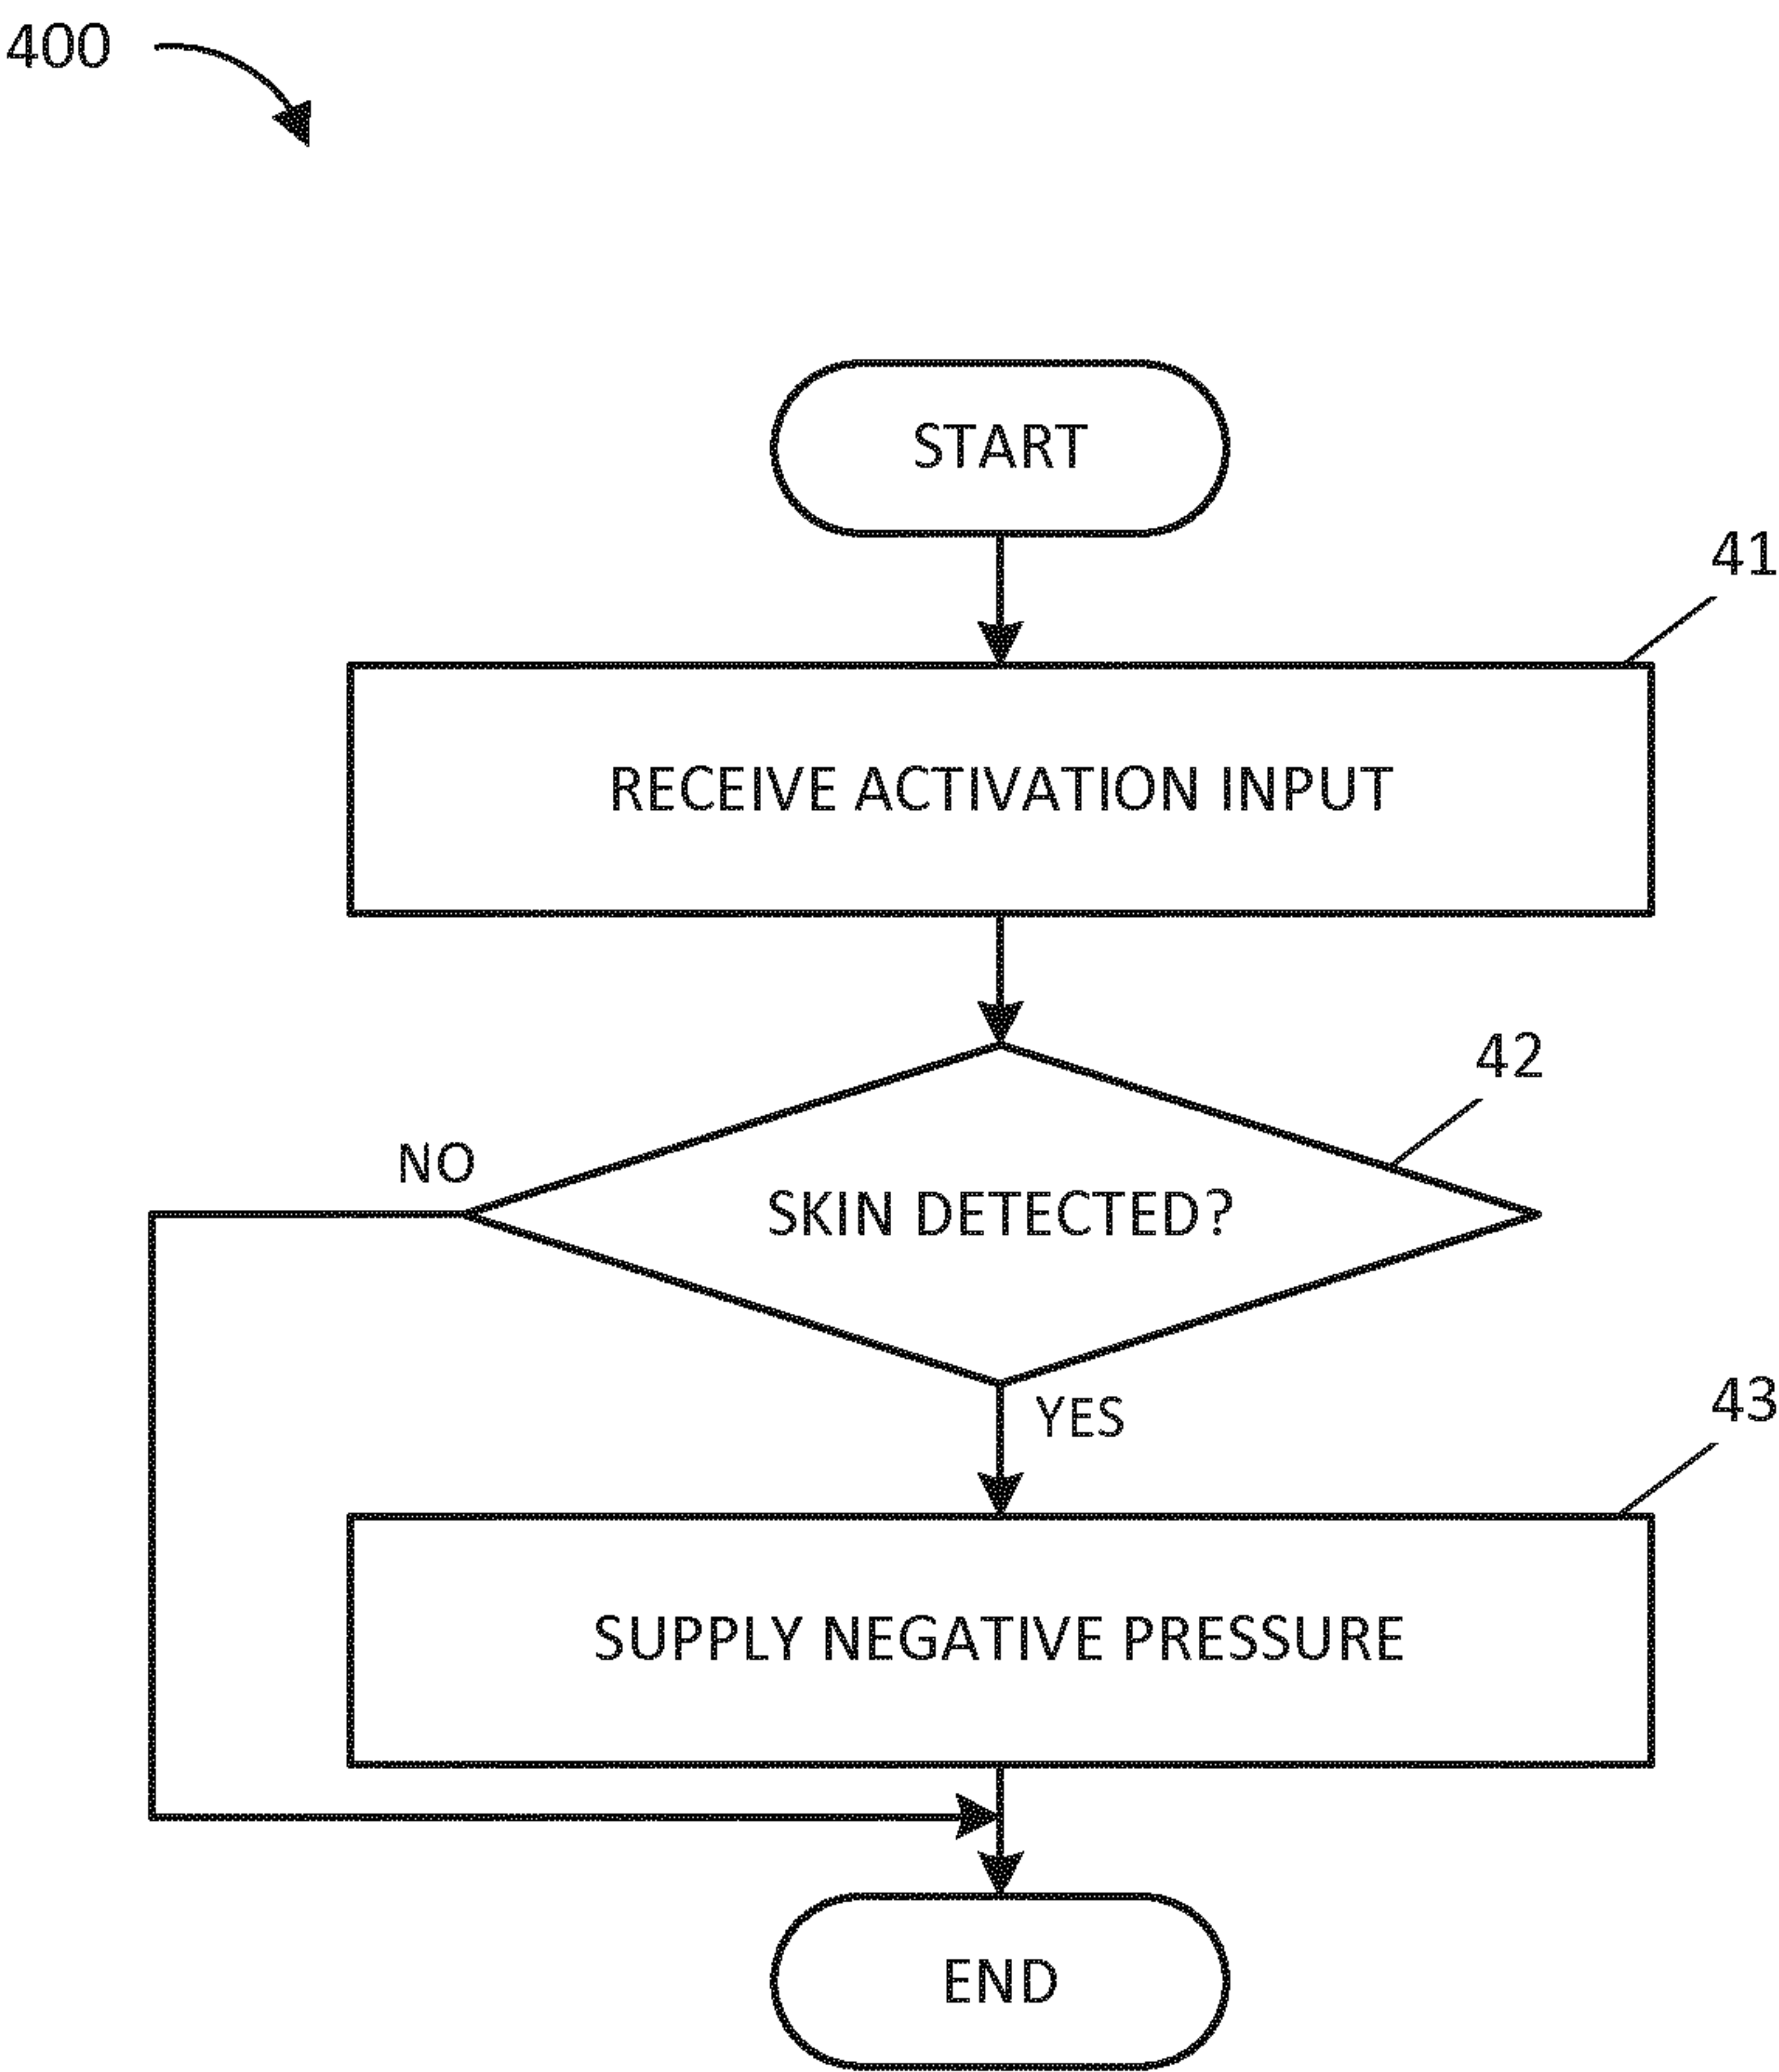 400
START
41
RECEIVE ACTIVATION INPUT
42
NO
SKIN DETECTED?
YES
43
SUPPLY NEGATIVE PRESSURE
END